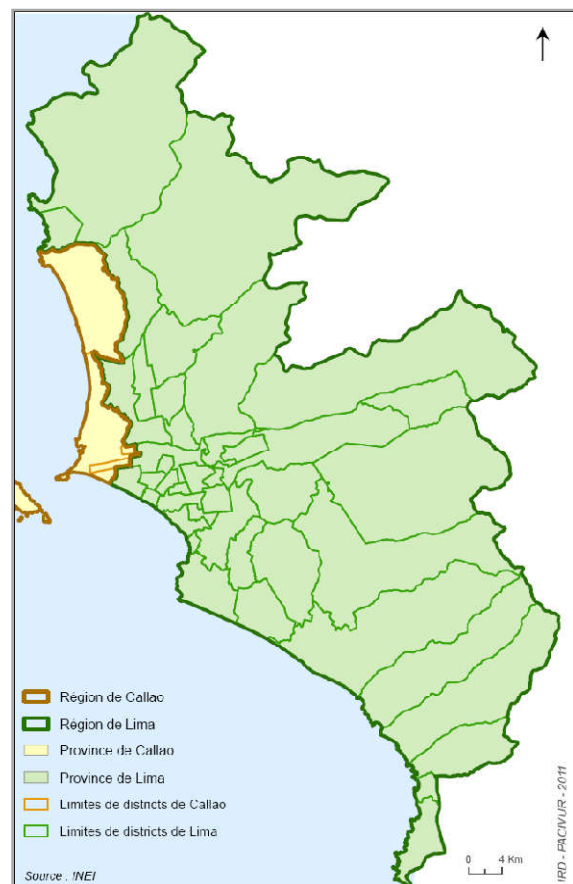 Région de Callao
Région de Lima
Province de Callao
Province de Lima
Limites de districts de Callao
Limites de districts de Lima
Source : INEI
0 4 Km
IRD - PACIVUR - 2011